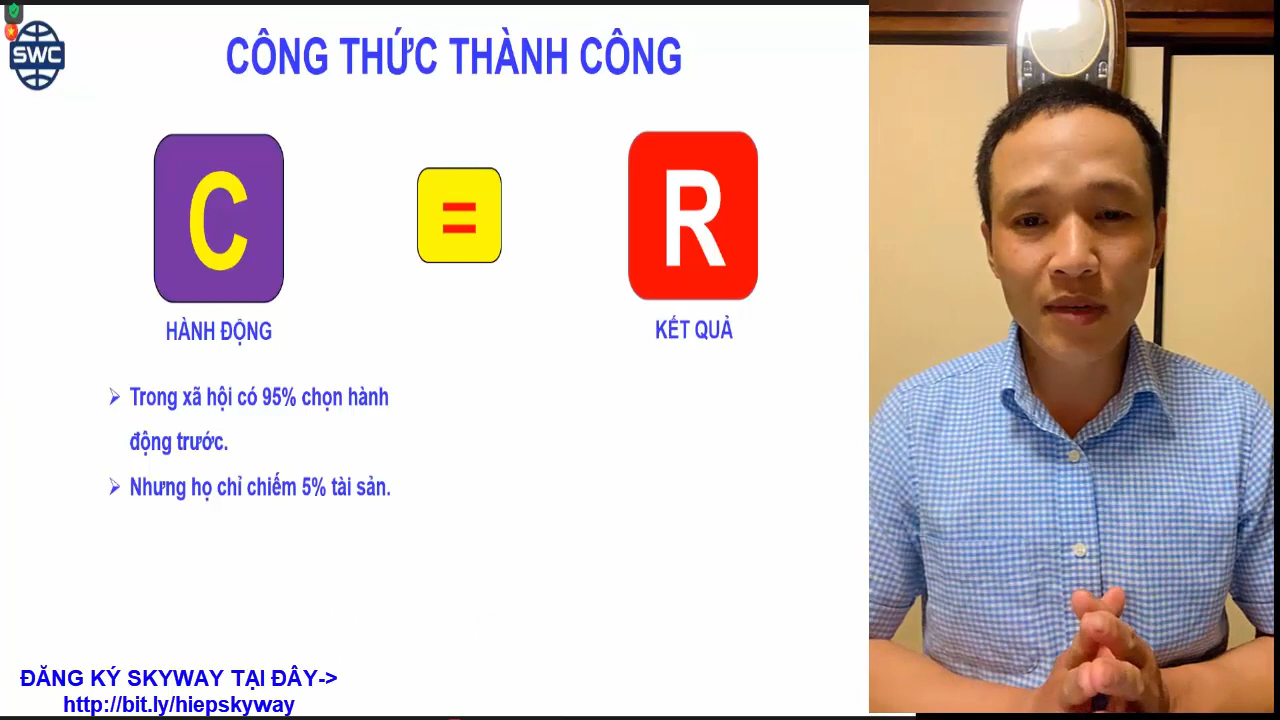 SWC
CÔNG THỨC THÀNH CÔNG
C
=
R
HÀNH ĐỘNG
KẾT QUẢ
Trong xã hội có 95% chọn hành
động trước.
Nhưng họ chỉ chiếm 5% tài sản.
ĐĂNG KÝ SKYWAY TẠI ĐÂY->
http://bit.ly/hiepskyway